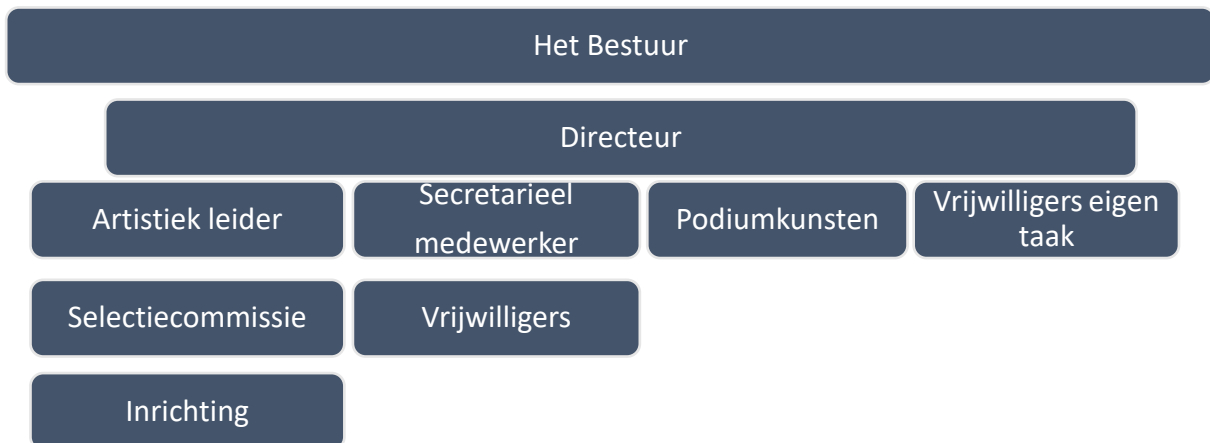 Het Bestuur
Directeur
Artistiek leider
Secretarieel
medewerker
Podiumkunsten
Vrijwilligers eigen
taak
Selectiecommissie
Vrijwilligers
Inrichting